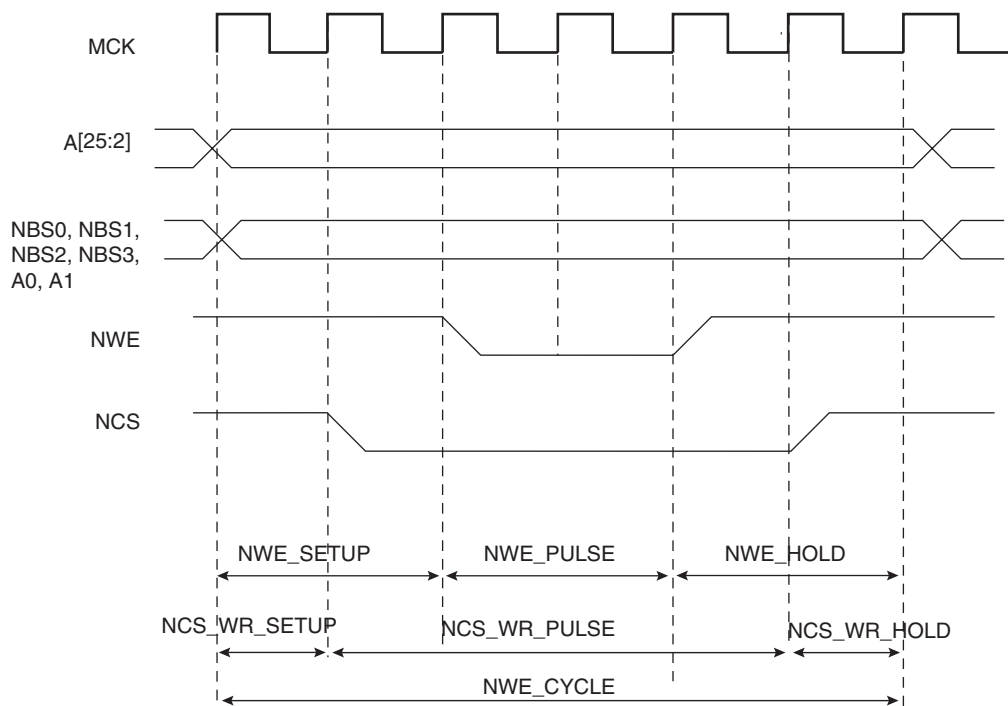 MCK
A[25:2]
NBS0, NBS1,
NBS2, NBS3,
A0, A1
NWE
NCS
NWE_SETUP NWE_PULSE NWE_HOLD
NCS_WR_SETUP NCS_WR_PULSE NCS_WR_HOLD
NWE_CYCLE